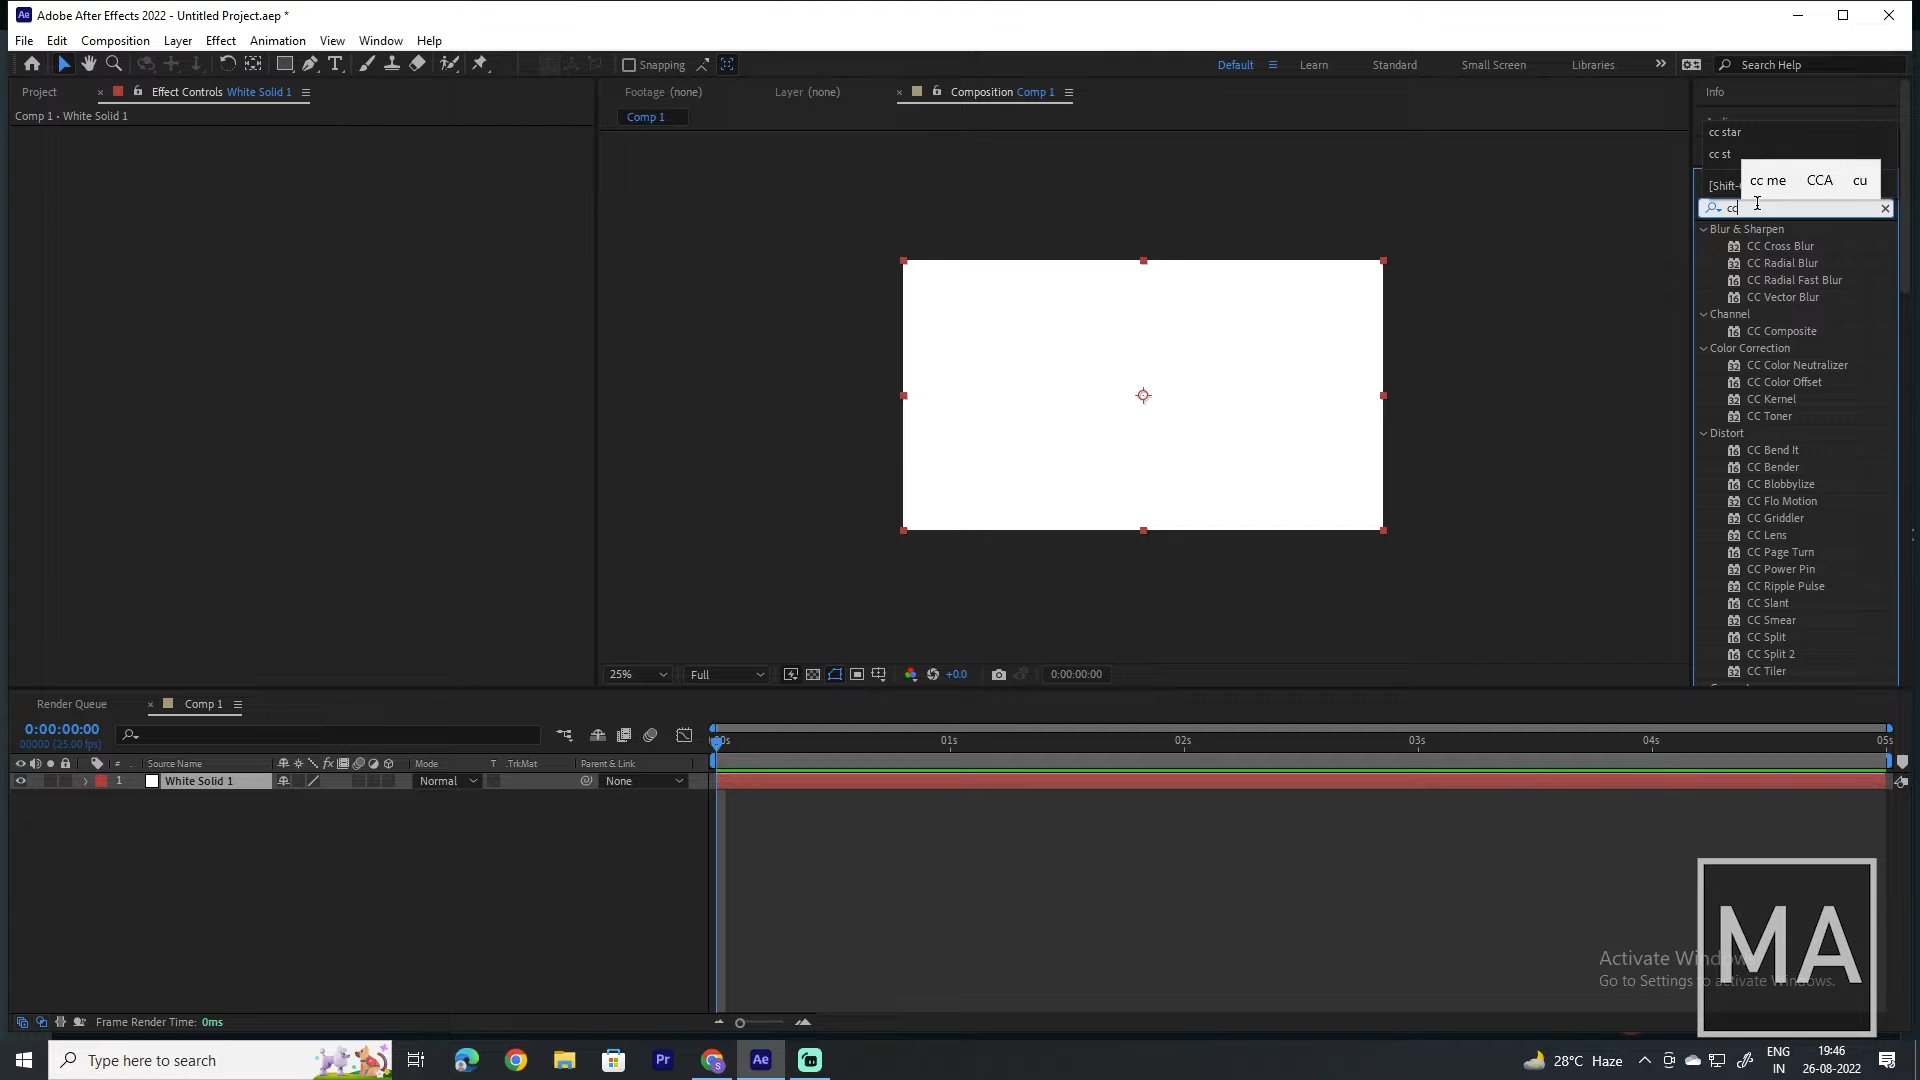 Adobe After Effects 2022 - Untitled Project.aep *
File Edit Composition Layer Effect Animation View Window Help
Snapping
Default Learn Standard Small Screen Libraries Search Help
Project Effect Controls White Solid 1
Comp 1 • White Solid 1
Footage (none) Layer (none) Composition Comp 1
Comp 1
Info
cc star
cc st
[Shift-
cc me CCA cu
cc
Blur & Sharpen
CC Cross Blur
CC Radial Blur
CC Radial Fast Blur
CC Vector Blur
Channel
CC Composite
Color Correction
CC Color Neutralizer
CC Color Offset
CC Kernel
CC Toner
Distort
CC Bend It
CC Bender
CC Blobbylize
CC Flo Motion
CC Griddler
CC Lens
CC Page Turn
CC Power Pin
CC Ripple Pulse
CC Slant
CC Smear
CC Split
CC Split 2
CC Tiler
25% Full +0.0 0:00:00:00
Render Queue Comp 1
0:00:00:00
00000 (25.00 fps)
00s 01s 02s 03s 04s 05s
# Source Name fx Mode T .TrkMat Parent & Link
1 White Solid 1 Normal None
MA
Activate Windows
Go to Settings to activate Windows.
Frame Render Time: 0ms
Type here to search
Pr Ae
28°C Haze
ENG
IN
19:46
26-08-2022